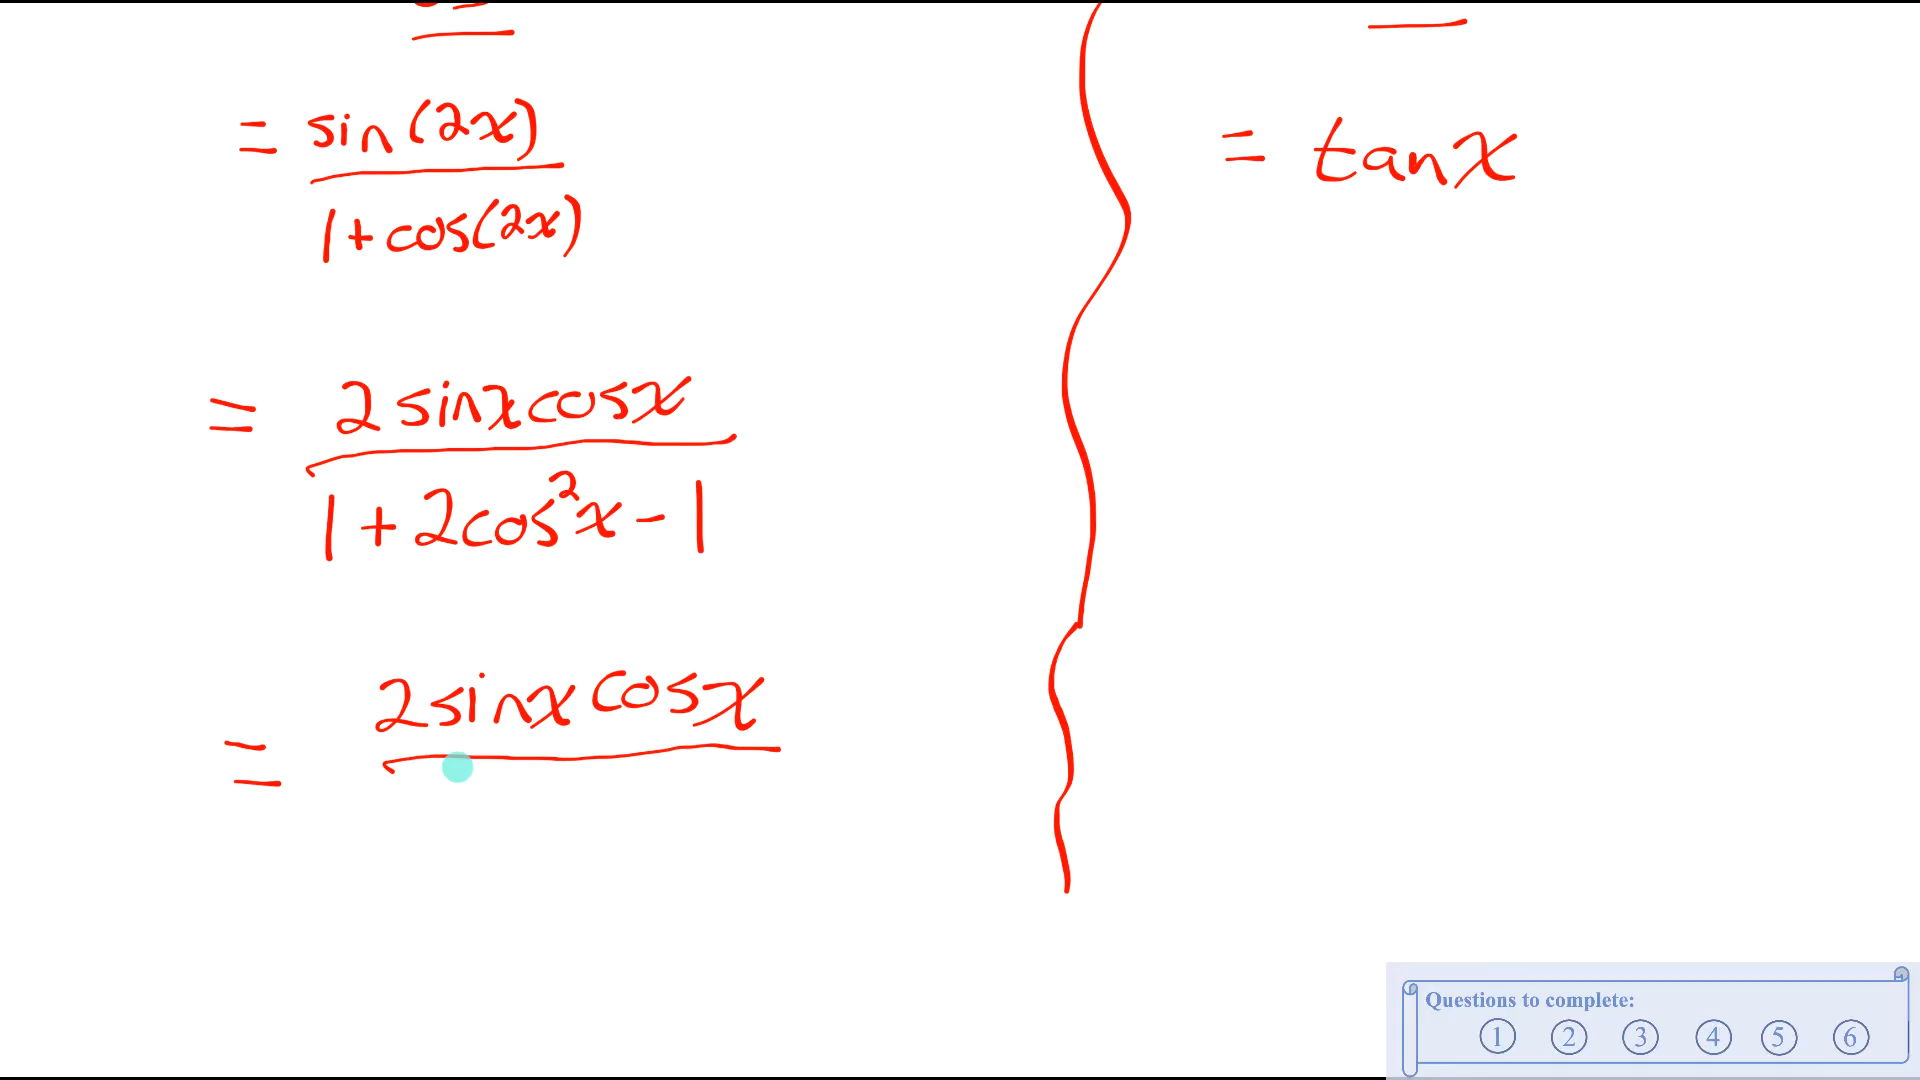 = sin(2x)
1+cos(2x)
= 2sinxcosx
1+2cos²x-1
= 2sinxcosx
= tanx
Questions to complete:
1 2 3 4 5 6